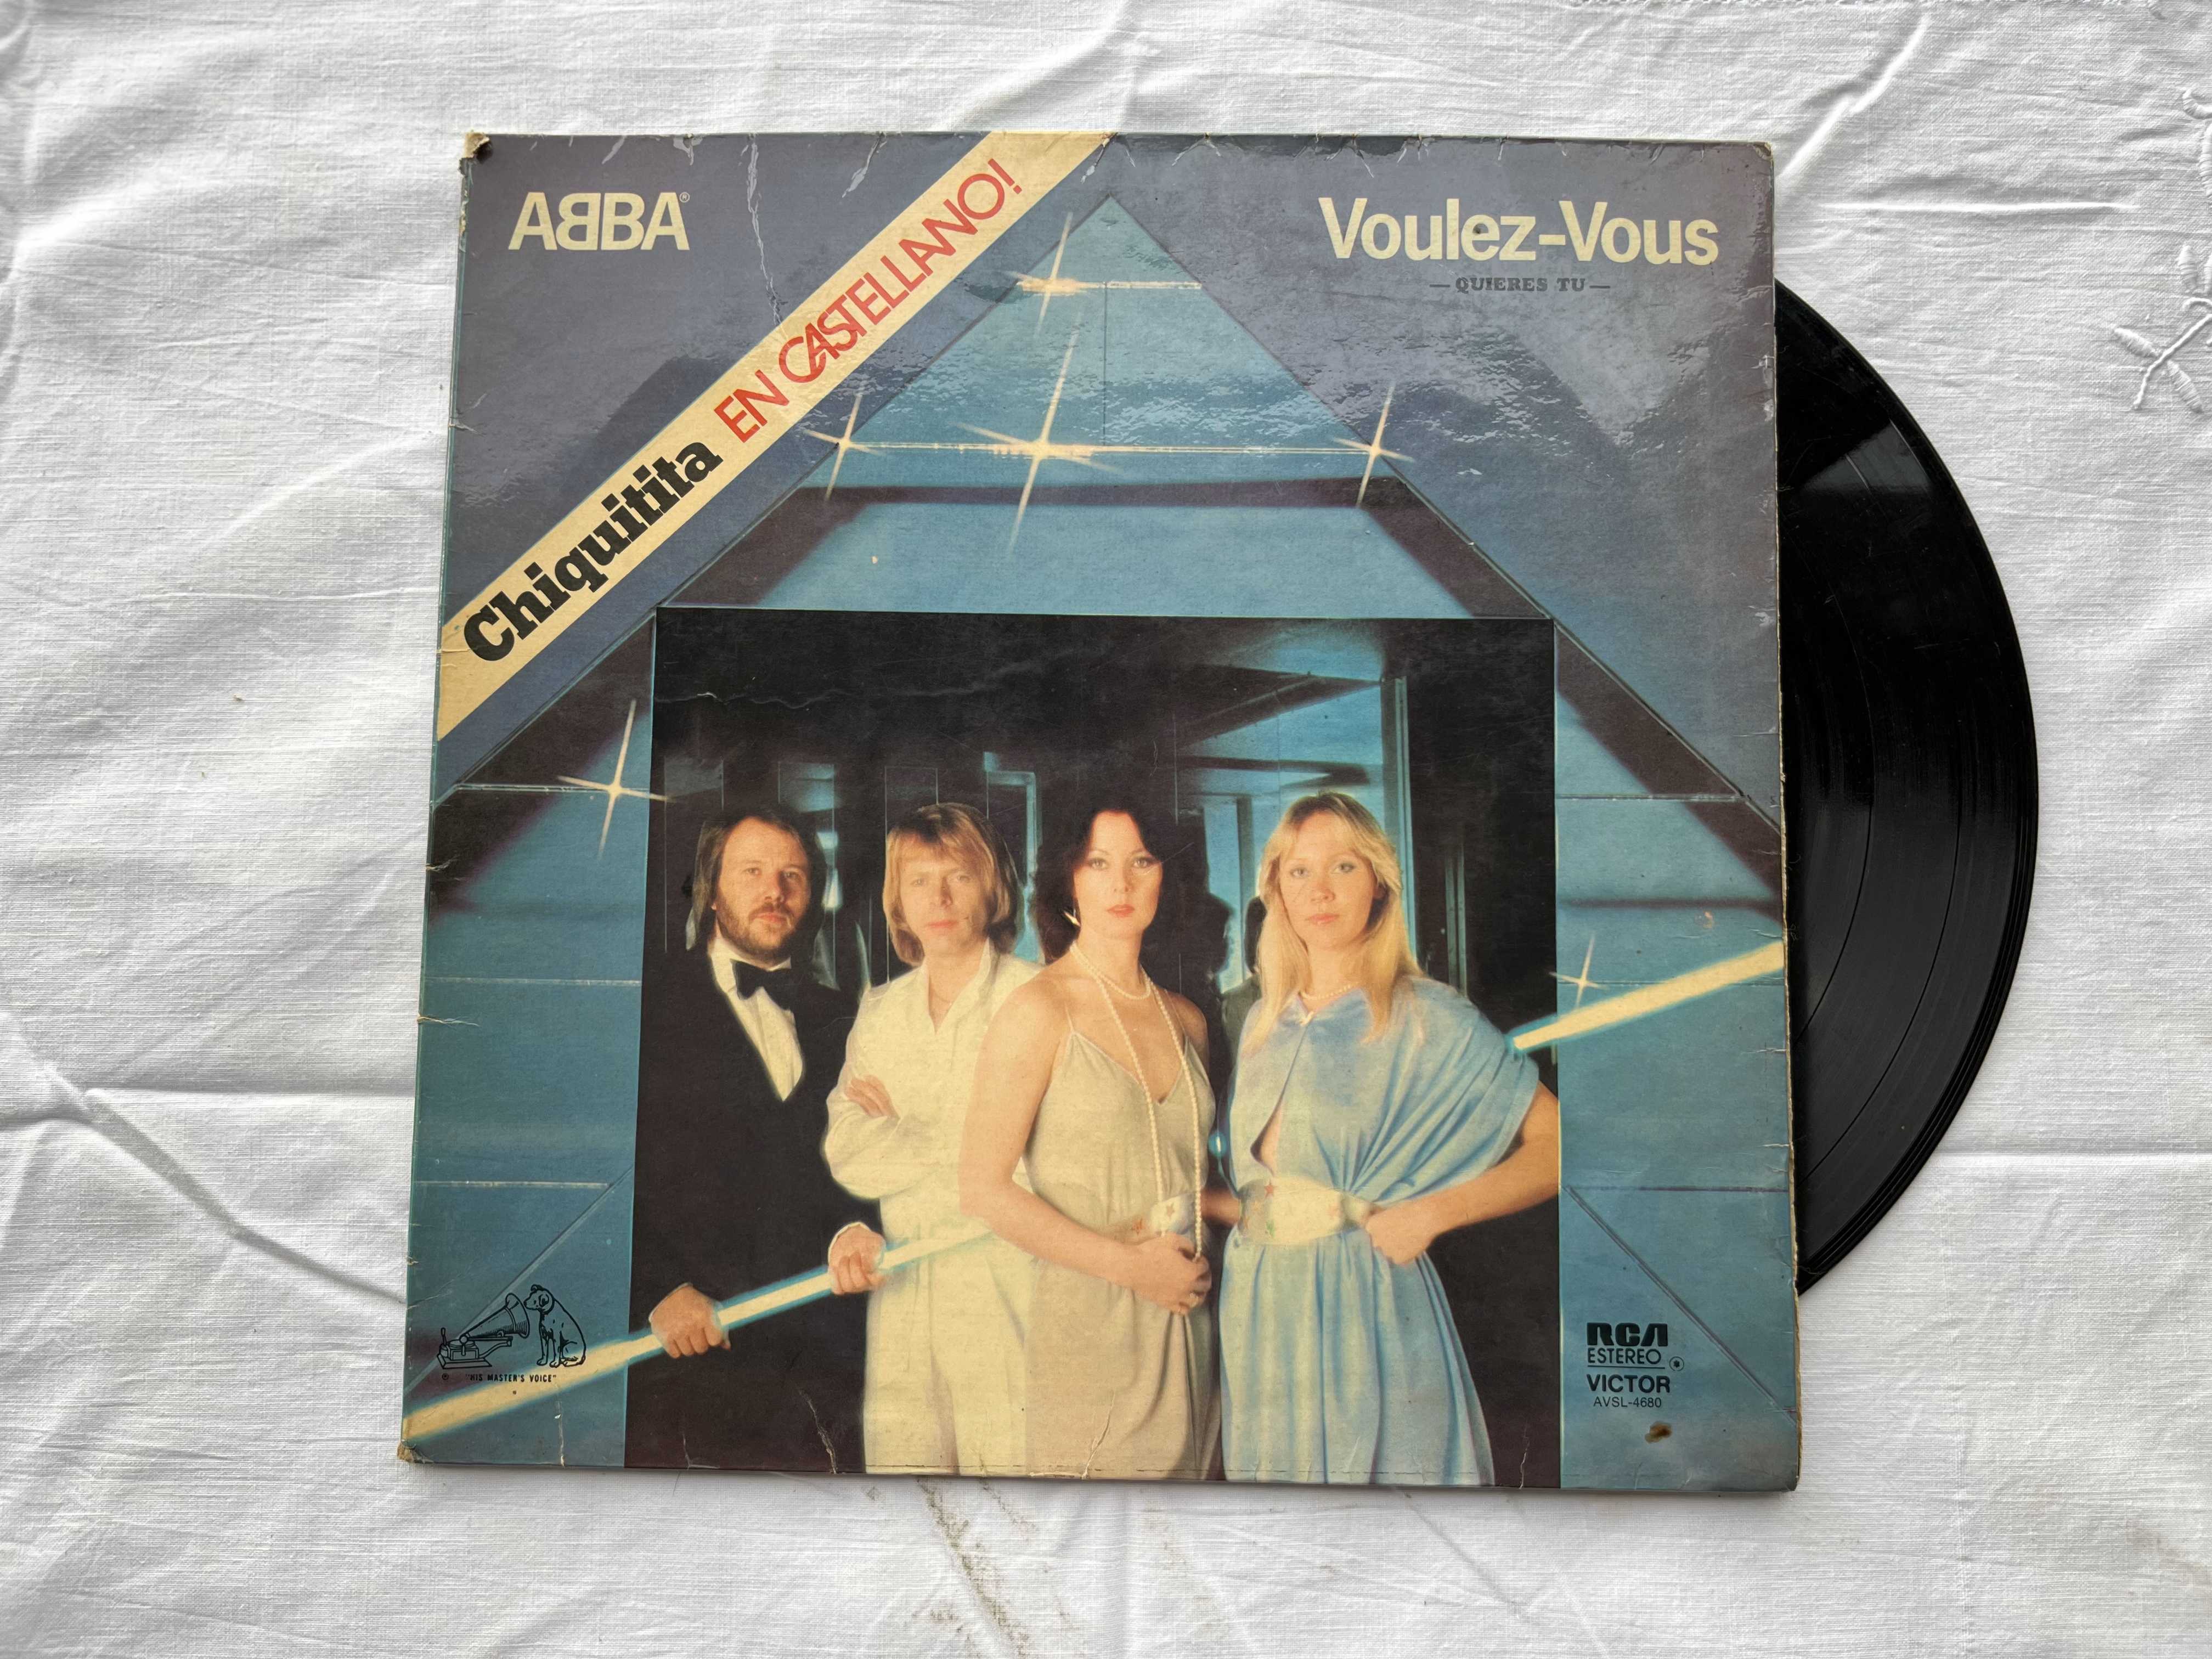 ABBA®
Voulez-Vous
— QUIERES TU —
Chiquitita EN CASTELLANO!
"HIS MASTER'S VOICE"
RCA
ESTEREO
VICTOR
AVSL-4680